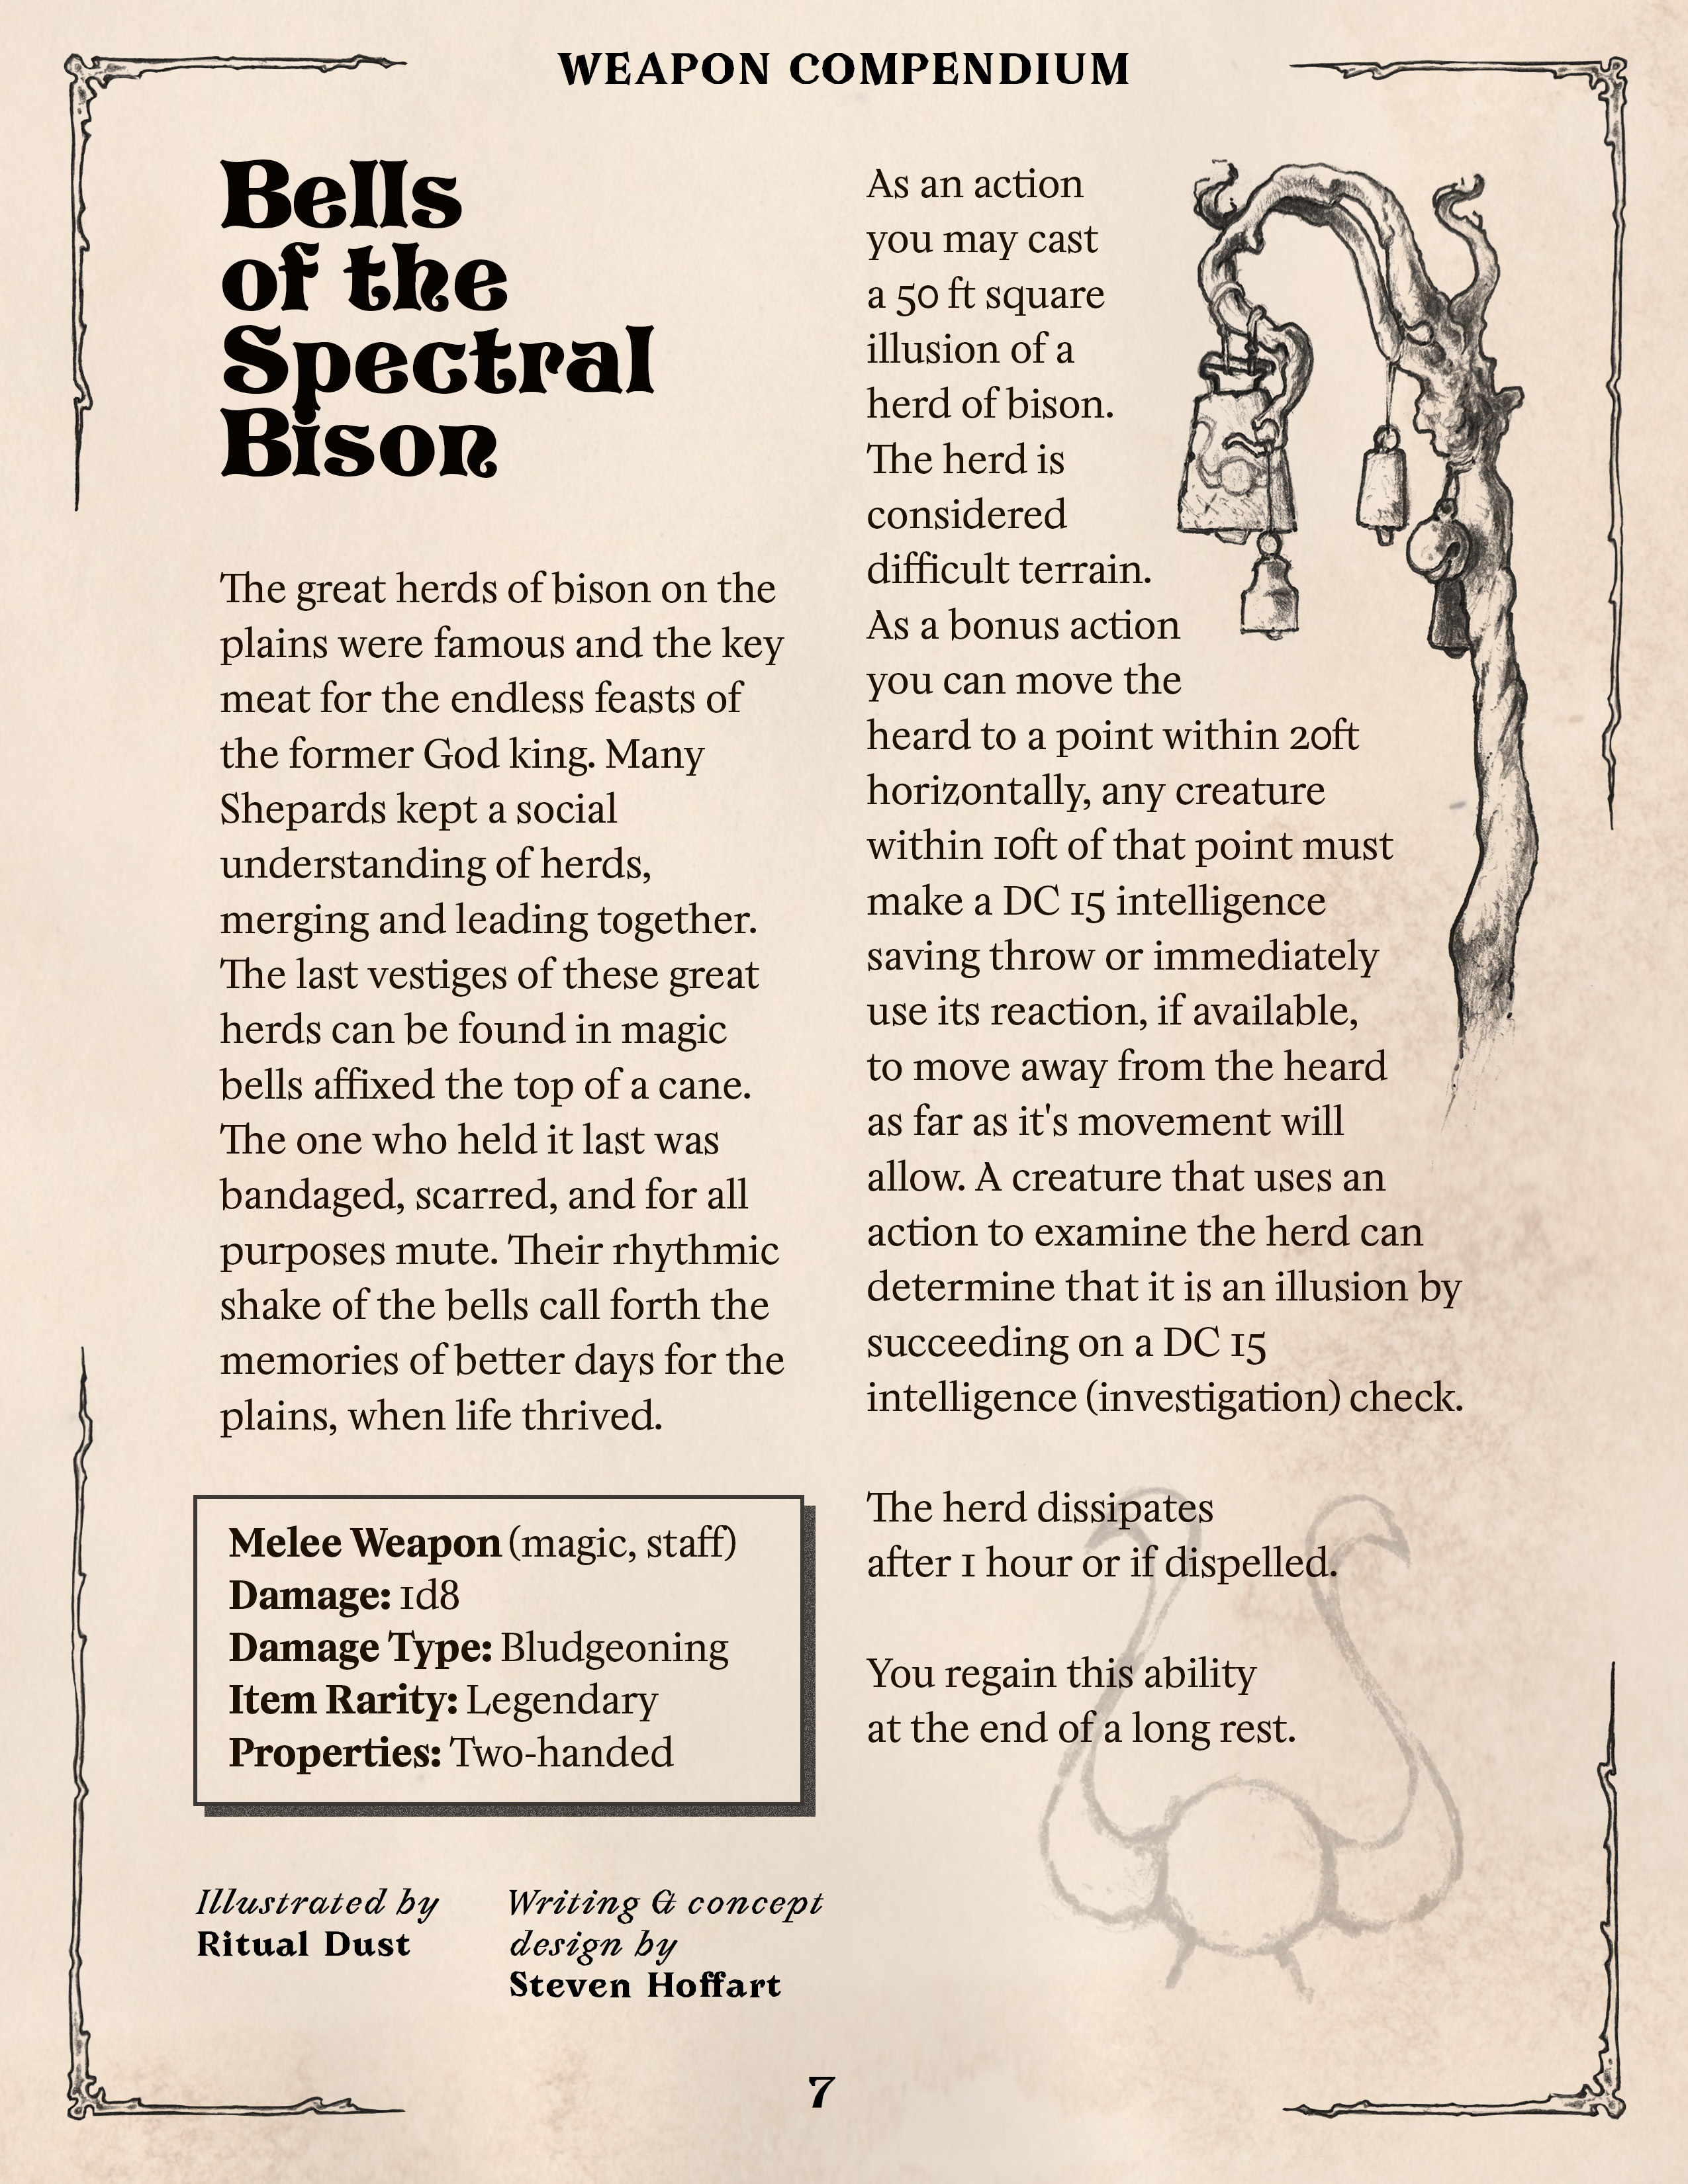 WEAPON COMPENDIUM
Bells
of the
Spectral
Bison
The great herds of bison on the
plains were famous and the key
meat for the endless feasts of
the former God king. Many
Shepards kept a social
understanding of herds,
merging and leading together.
The last vestiges of these great
herds can be found in magic
bells affixed the top of a cane.
The one who held it last was
bandaged, scarred, and for all
purposes mute. Their rhythmic
shake of the bells call forth the
memories of better days for the
plains, when life thrived.
Melee Weapon (magic, staff)
Damage: 1d8
Damage Type: Bludgeoning
Item Rarity: Legendary
Properties: Two-handed
Illustrated by
Ritual Dust
Writing & concept
design by
Steven Hoffart
As an action
you may cast
a 50 ft square
illusion of a
herd of bison.
The herd is
considered
difficult terrain.
As a bonus action
you can move the
heard to a point within 20ft
horizontally, any creature
within 10ft of that point must
make a DC 15 intelligence
saving throw or immediately
use its reaction, if available,
to move away from the heard
as far as it's movement will
allow. A creature that uses an
action to examine the herd can
determine that it is an illusion by
succeeding on a DC 15
intelligence (investigation) check.
The herd dissipates
after 1 hour or if dispelled.
You regain this ability
at the end of a long rest.
7